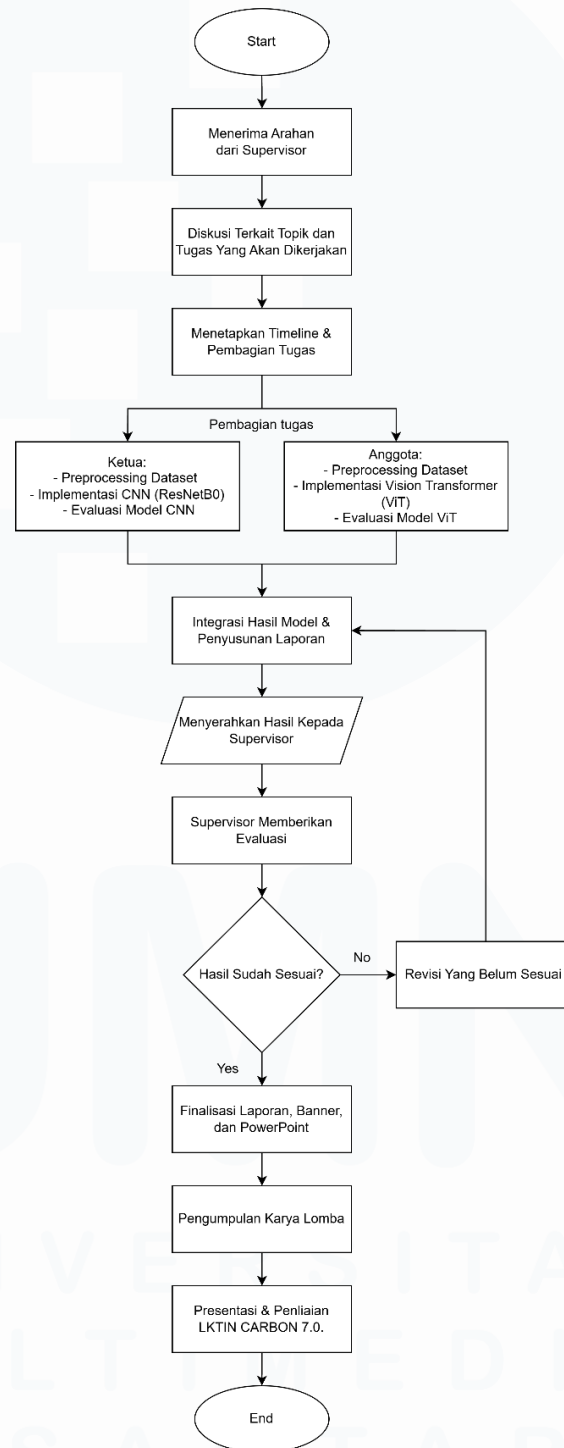 Start
Menerima Arahan
dari Supervisor
Diskusi Terkait Topik dan
Tugas Yang Akan Dikerjakan
Menetapkan Timeline &
Pembagian Tugas
Pembagian tugas
Ketua:
- Preprocessing Dataset
- Implementasi CNN (ResNetB0)
- Evaluasi Model CNN
Anggota:
- Preprocessing Dataset
- Implementasi Vision Transformer
(ViT)
- Evaluasi Model ViT
Integrasi Hasil Model &
Penyusunan Laporan
Menyerahkan Hasil Kepada
Supervisor
Supervisor Memberikan
Evaluasi
Hasil Sudah Sesuai?
No
Revisi Yang Belum Sesuai
Yes
Finalisasi Laporan, Banner,
dan PowerPoint
Pengumpulan Karya Lomba
Presentasi & Penliaian
LKTIN CARBON 7.0.
End